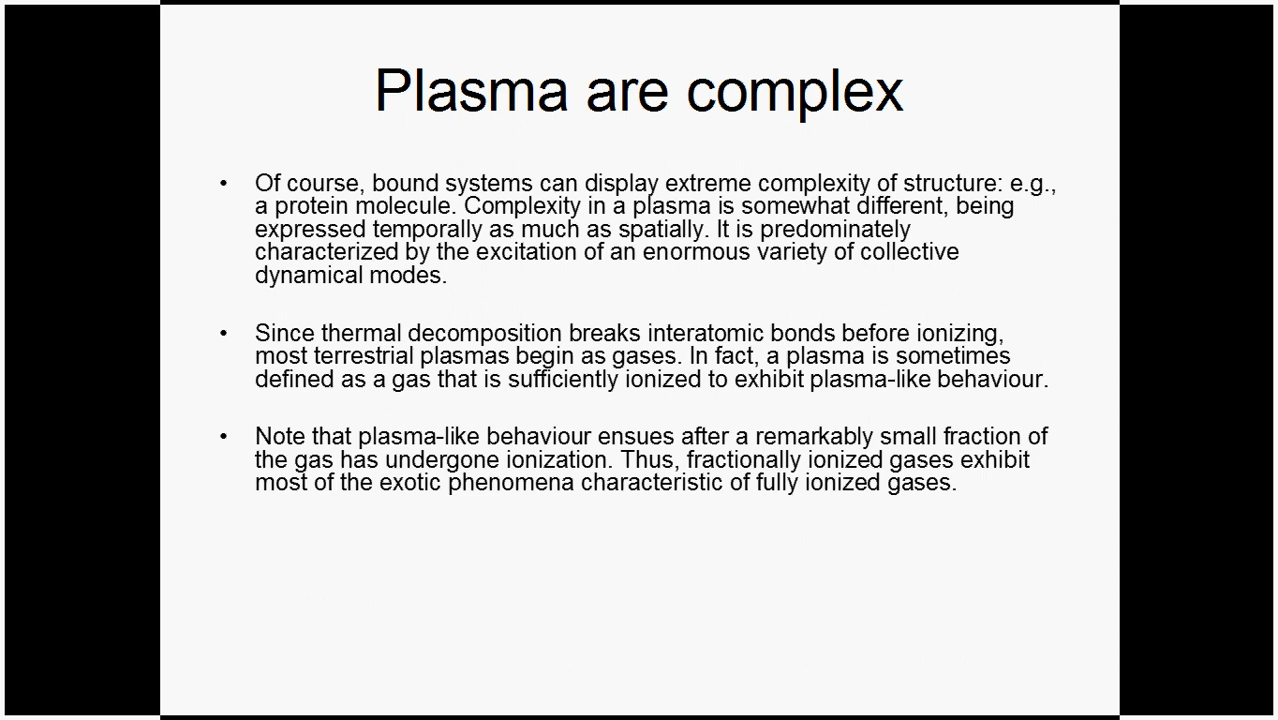 Plasma are complex
• Of course, bound systems can display extreme complexity of structure: e.g.,
a protein molecule. Complexity in a plasma is somewhat different, being
expressed temporally as much as spatially. It is predominately
characterized by the excitation of an enormous variety of collective
dynamical modes.
• Since thermal decomposition breaks interatomic bonds before ionizing,
most terrestrial plasmas begin as gases. In fact, a plasma is sometimes
defined as a gas that is sufficiently ionized to exhibit plasma-like behaviour.
• Note that plasma-like behaviour ensues after a remarkably small fraction of
the gas has undergone ionization. Thus, fractionally ionized gases exhibit
most of the exotic phenomena characteristic of fully ionized gases.